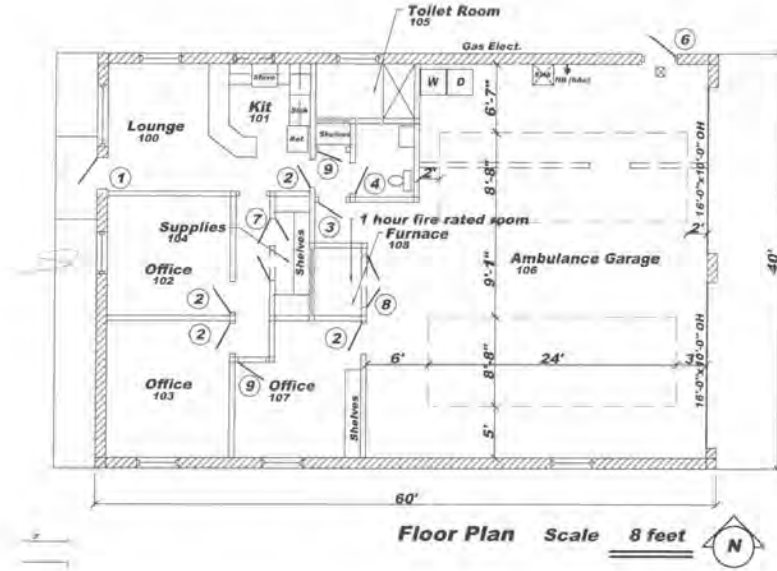 Toilet Room
105
Gas Elect.
6
Stove
Kit
101
Sink
Ref
Lounge
100
W D
Shelves
6'-7"
16'-0"x10'-0" OH
1
2
9
4
2'
8'-8"
7
3
1 hour fire rated room
Supplies
104
Furnace
108
Shelves
Office
102
Ambulance Garage
106
2'
9'-1"
40'
2
8
2
2
6'
24'
3'
8'-8"
16'-0"x10'-0" OH
Office
103
9
Office
107
Shelves
5'
60'
Floor Plan Scale 8 feet
N